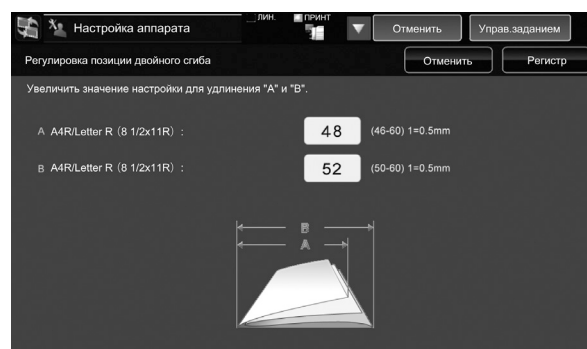 Настройка аппарата
ЛИН.
ПРИНТ
Отменить
Управ.заданием
Регулировка позиции двойного сгиба
Отменить
Регистр
Увеличить значение настройки для удлинения "A" и "B".
A A4R/Letter R (8 1/2x11R) :
48
(46-60) 1=0.5mm
B A4R/Letter R (8 1/2x11R) :
52
(50-60) 1=0.5mm
B
A